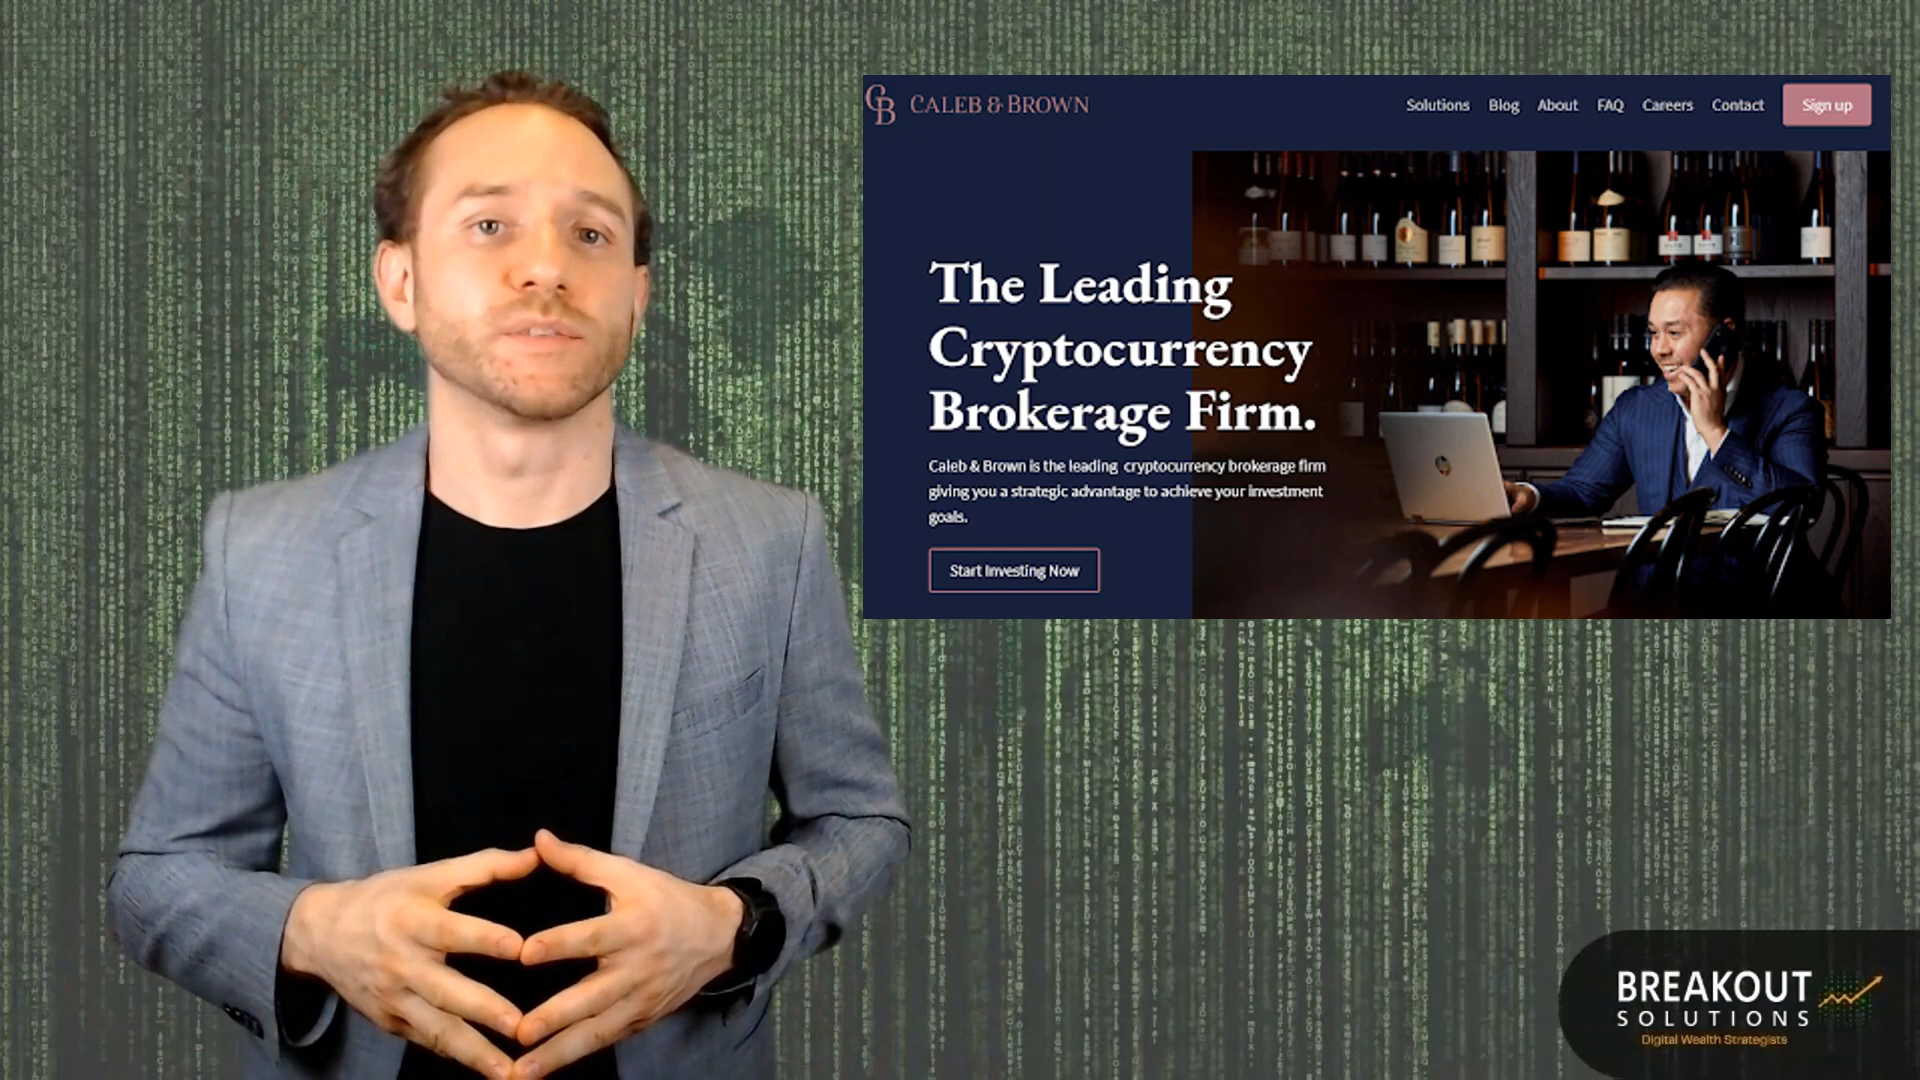 CB CALEB & BROWN
Solutions Blog About FAQ Careers Contact Sign up
The Leading
Cryptocurrency
Brokerage Firm.
Caleb & Brown is the leading cryptocurrency brokerage firm
giving you a strategic advantage to achieve your investment
goals.
Start Investing Now
BREAKOUT
SOLUTIONS
Digital Wealth Strategists